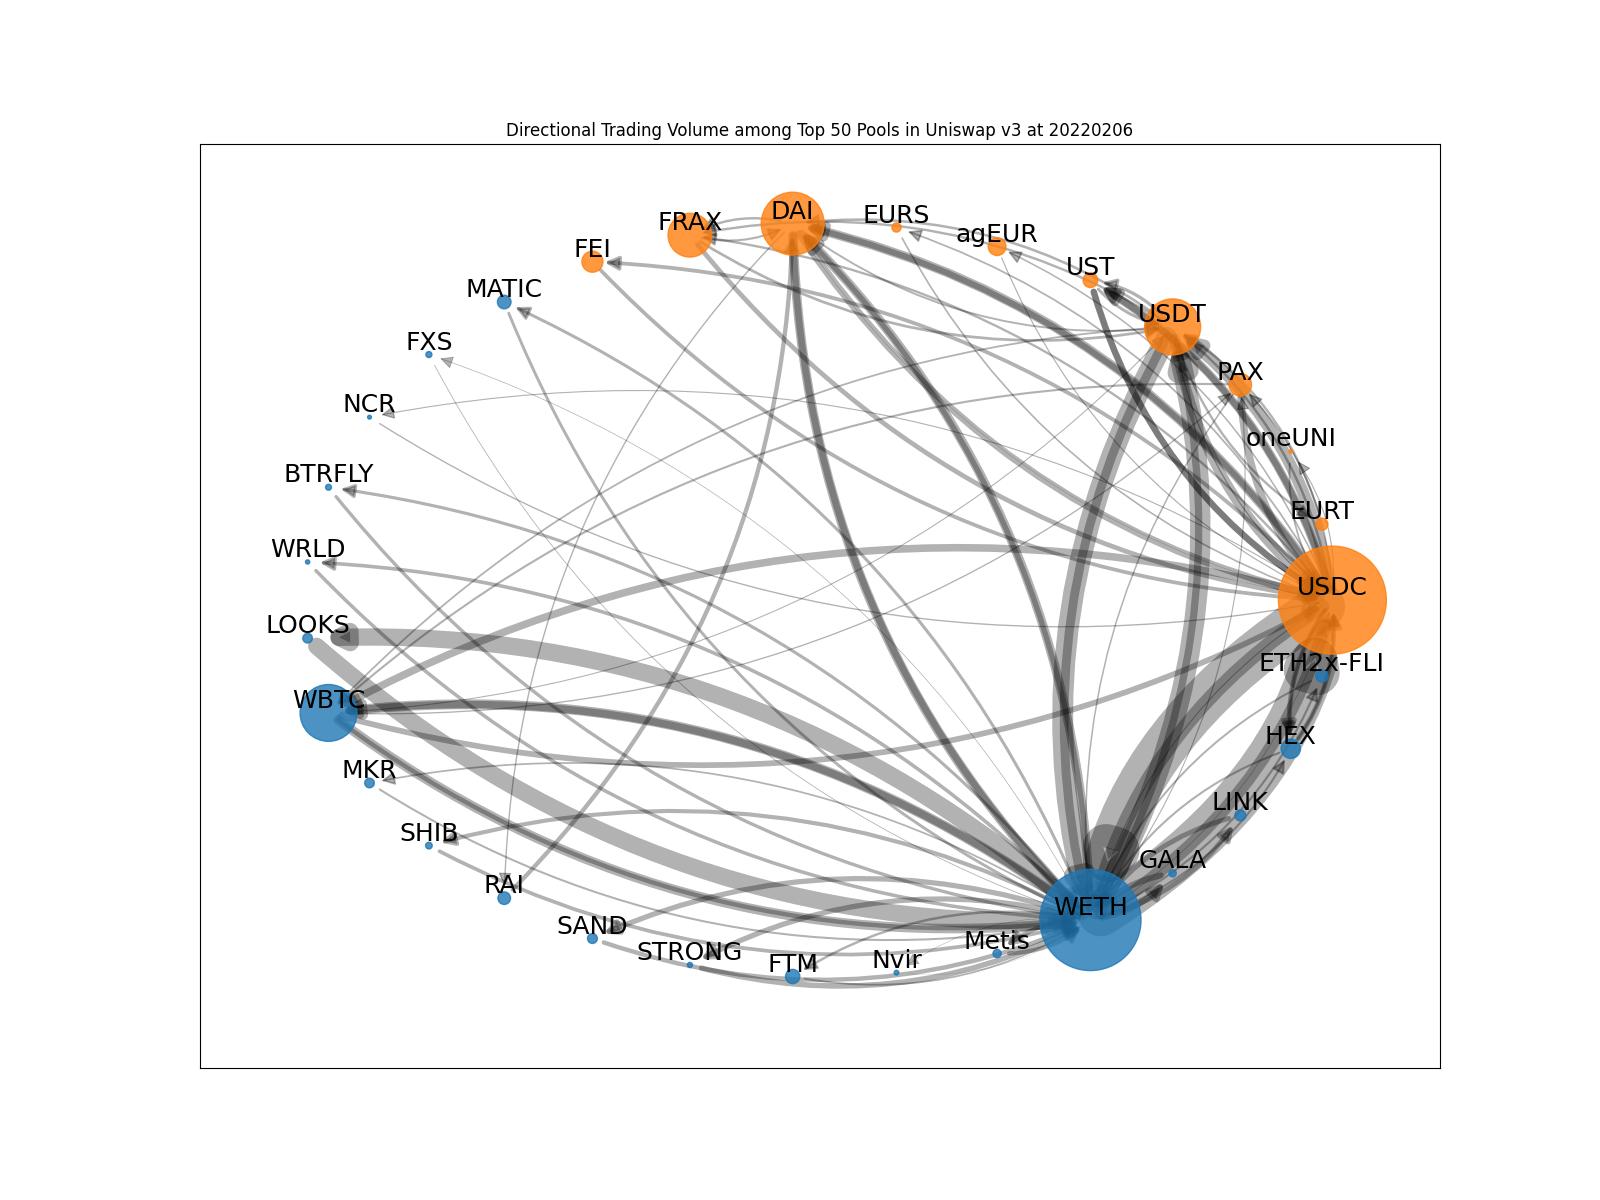 Directional Trading Volume among Top 50 Pools in Uniswap v3 at 20220206
DAI
EURS
FRAX
agEUR
FEI
UST
MATIC
USDT
FXS
PAX
NCR
oneUNI
BTRFLY
EURT
WRLD
USDC
LOOKS
ETH2x-FLI
WBTC
HEX
MKR
LINK
SHIB
GALA
RAI
WETH
SAND
Metis
STRONG
Nvir
FTM